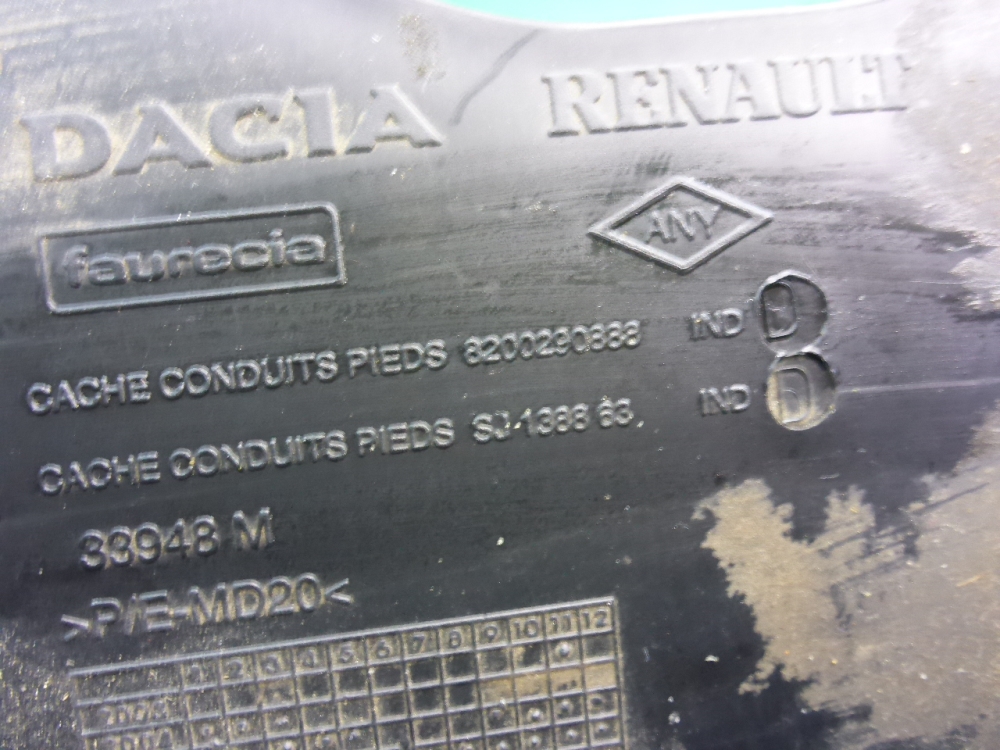 DACIA RENAULT
faurecia ANY
CACHE CONDUITS PIEDS 8200230888 IND D
CACHE CONDUITS PIEDS SJ-1388 63. IND D
33948 M
>P/E-MD20<
1 2 3 4 5 6 7 8 9 10 11 12